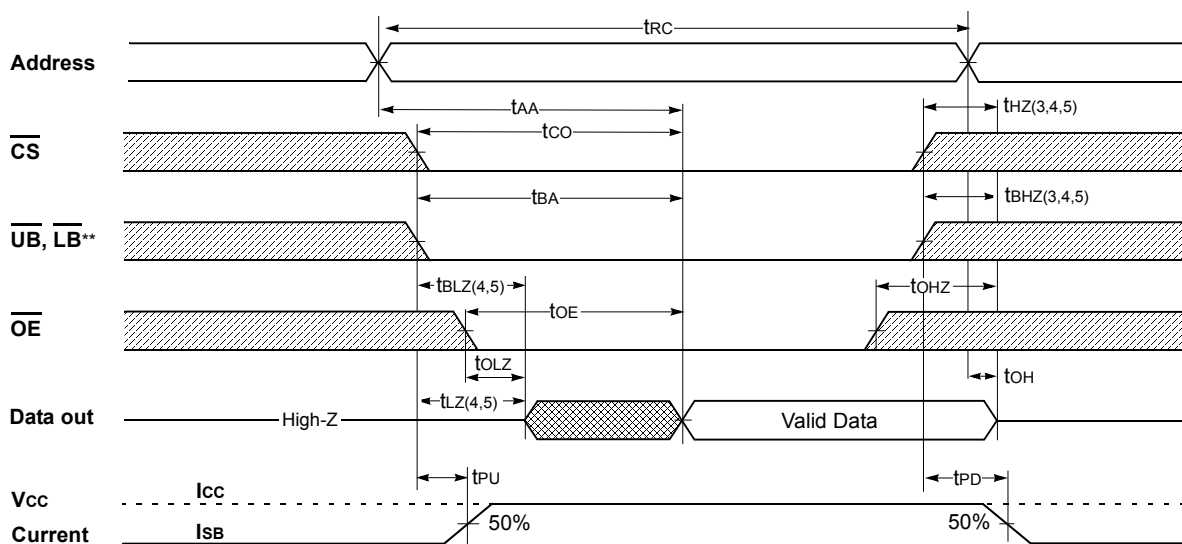 tRC
Address
tAA
tHZ(3,4,5)
tCO
CS
tBA
tBHZ(3,4,5)
UB, LB**
tBLZ(4,5)
tOHZ
tOE
OE
tOLZ
tOH
tLZ(4,5)
Data out
High-Z
Valid Data
tPU
tPD
VCC
ICC
50%
50%
Current
ISB